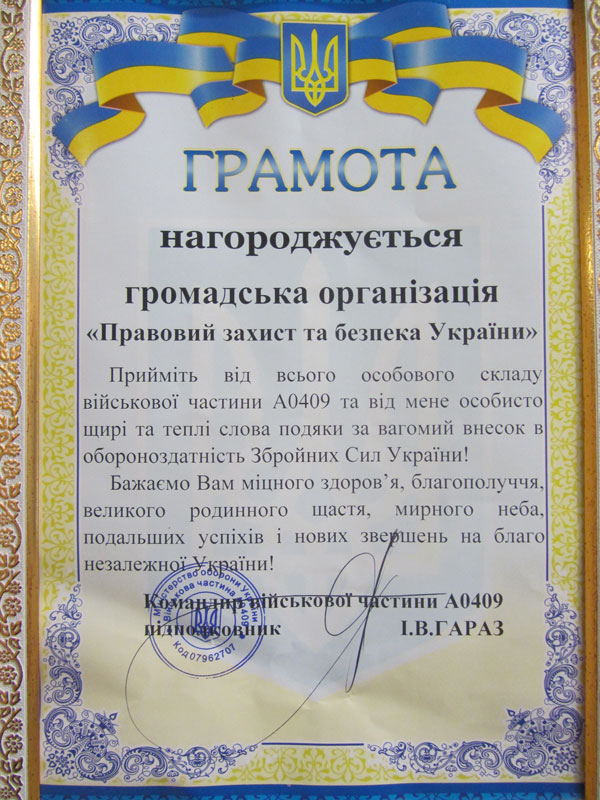 ГРАМОТА
нагороджується
громадська організація
«Правовий захист та безпека України»
Прийміть від всього особового складу
військової частини А0409 та від мене особисто
щирі та теплі слова подяки за вагомий внесок в
обороноздатність Збройних Сил України!
Бажаємо Вам міцного здоров’я, благополуччя,
великого родинного щастя, мирного неба,
подальших успіхів і нових звершень на благо
незалежної України!
Командир військової частини А0409
підполковник І.В.ГАРАЗ
Міністерство оборони України
Військова частина А0409
Код 07962707